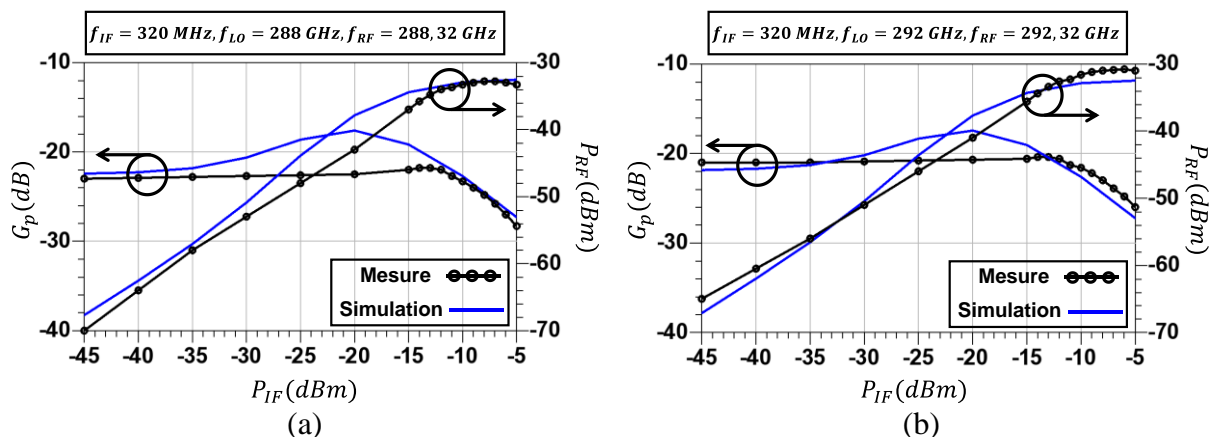 f_IF = 320 MHz, f_LO = 288 GHz, f_RF = 288,32 GHz
-10
-20
-30
-40
G_p(dB)
-30
-40
-50
-60
-70
P_RF(dBm)
Mesure
Simulation
-45 -40 -35 -30 -25 -20 -15 -10 -5
P_IF(dBm)
(a)
f_IF = 320 MHz, f_LO = 292 GHz, f_RF = 292,32 GHz
-10
-20
-30
-40
G_p(dB)
-30
-40
-50
-60
-70
P_RF(dBm)
Mesure
Simulation
-45 -40 -35 -30 -25 -20 -15 -10 -5
P_IF(dBm)
(b)